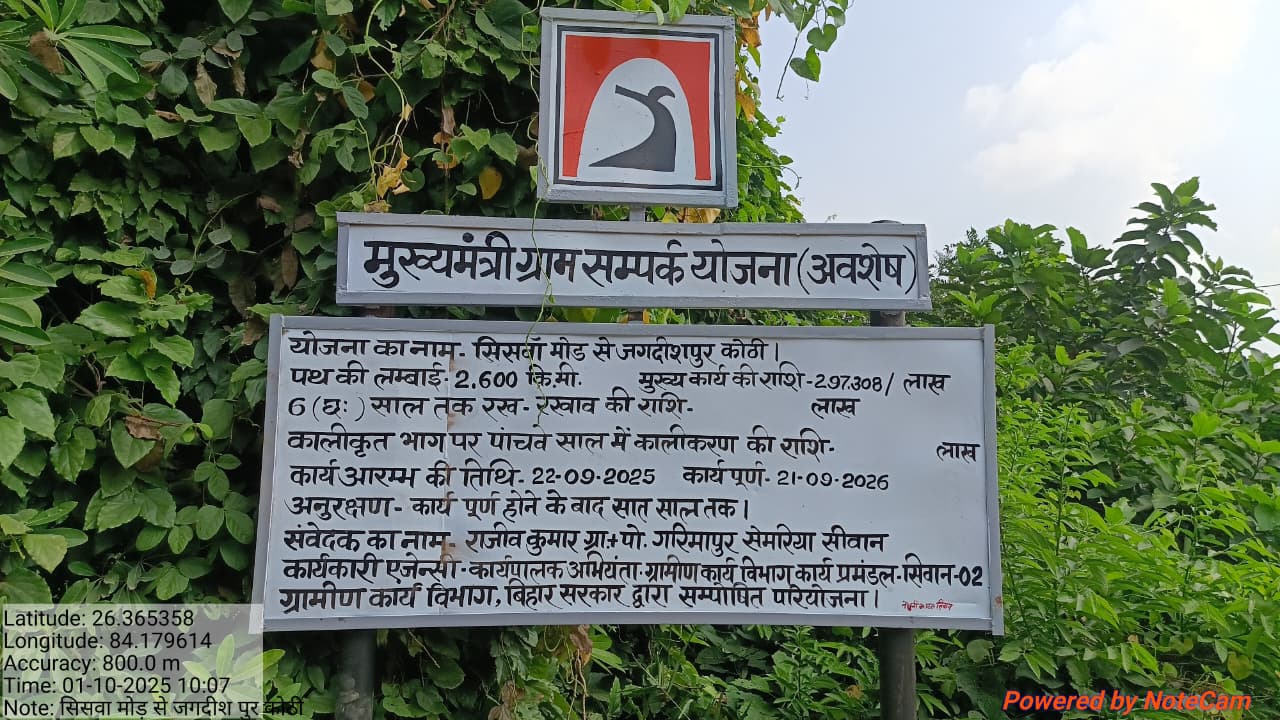 मुख्यमंत्री ग्राम सम्पर्क योजना (अवशेष)
योजना का नाम- सिसवॉ मोड से जगदीशपुर कोठी।
पथ की लम्बाई- 2.600 कि.मी. मुख्य कार्य की राशि-297.308/ लाख
6 (छः) साल तक रख-रखाव की राशि- लाख
कालीकृत भाग पर पांचवे साल में कालीकरण की राशि- लाख
कार्य आरम्भ की तिथि- 22-09-2025 कार्य पूर्ण- 21-09-2026
अनुरक्षण- कार्य पूर्ण होने के बाद सात साल तक।
संवेदक का नाम- राजीव कुमार ग्रा.+पो. गरिमापुर सेमरिया सीवान
कार्यकारी एजेन्सी-कार्यपालक अभियंता-ग्रामीण कार्य विभाग कार्य प्रमंडल-सिवान-02
ग्रामीण कार्य विभाग, बिहार सरकार द्वारा सम्पोषित परियोजना।
Latitude: 26.365358
Longitude: 84.179614
Accuracy: 800.0 m
Time: 01-10-2025 10:07
Note: सिसवा मोड़ से जगदीश पुर कोठी
Powered by NoteCam